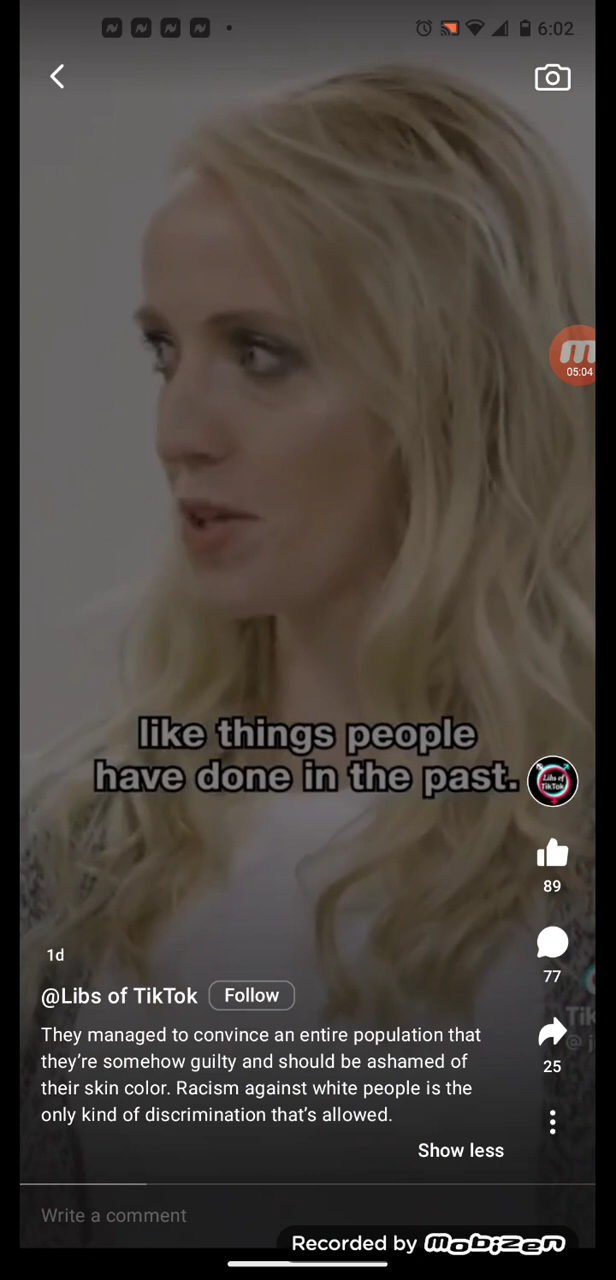 6:02
05:04
like things people
have done in the past.
Libs of
TikTok
89
77
1d
@Libs of TikTok Follow
They managed to convince an entire population that
they're somehow guilty and should be ashamed of
their skin color. Racism against white people is the
only kind of discrimination that's allowed.
25
Show less
Write a comment
Recorded by mobizen